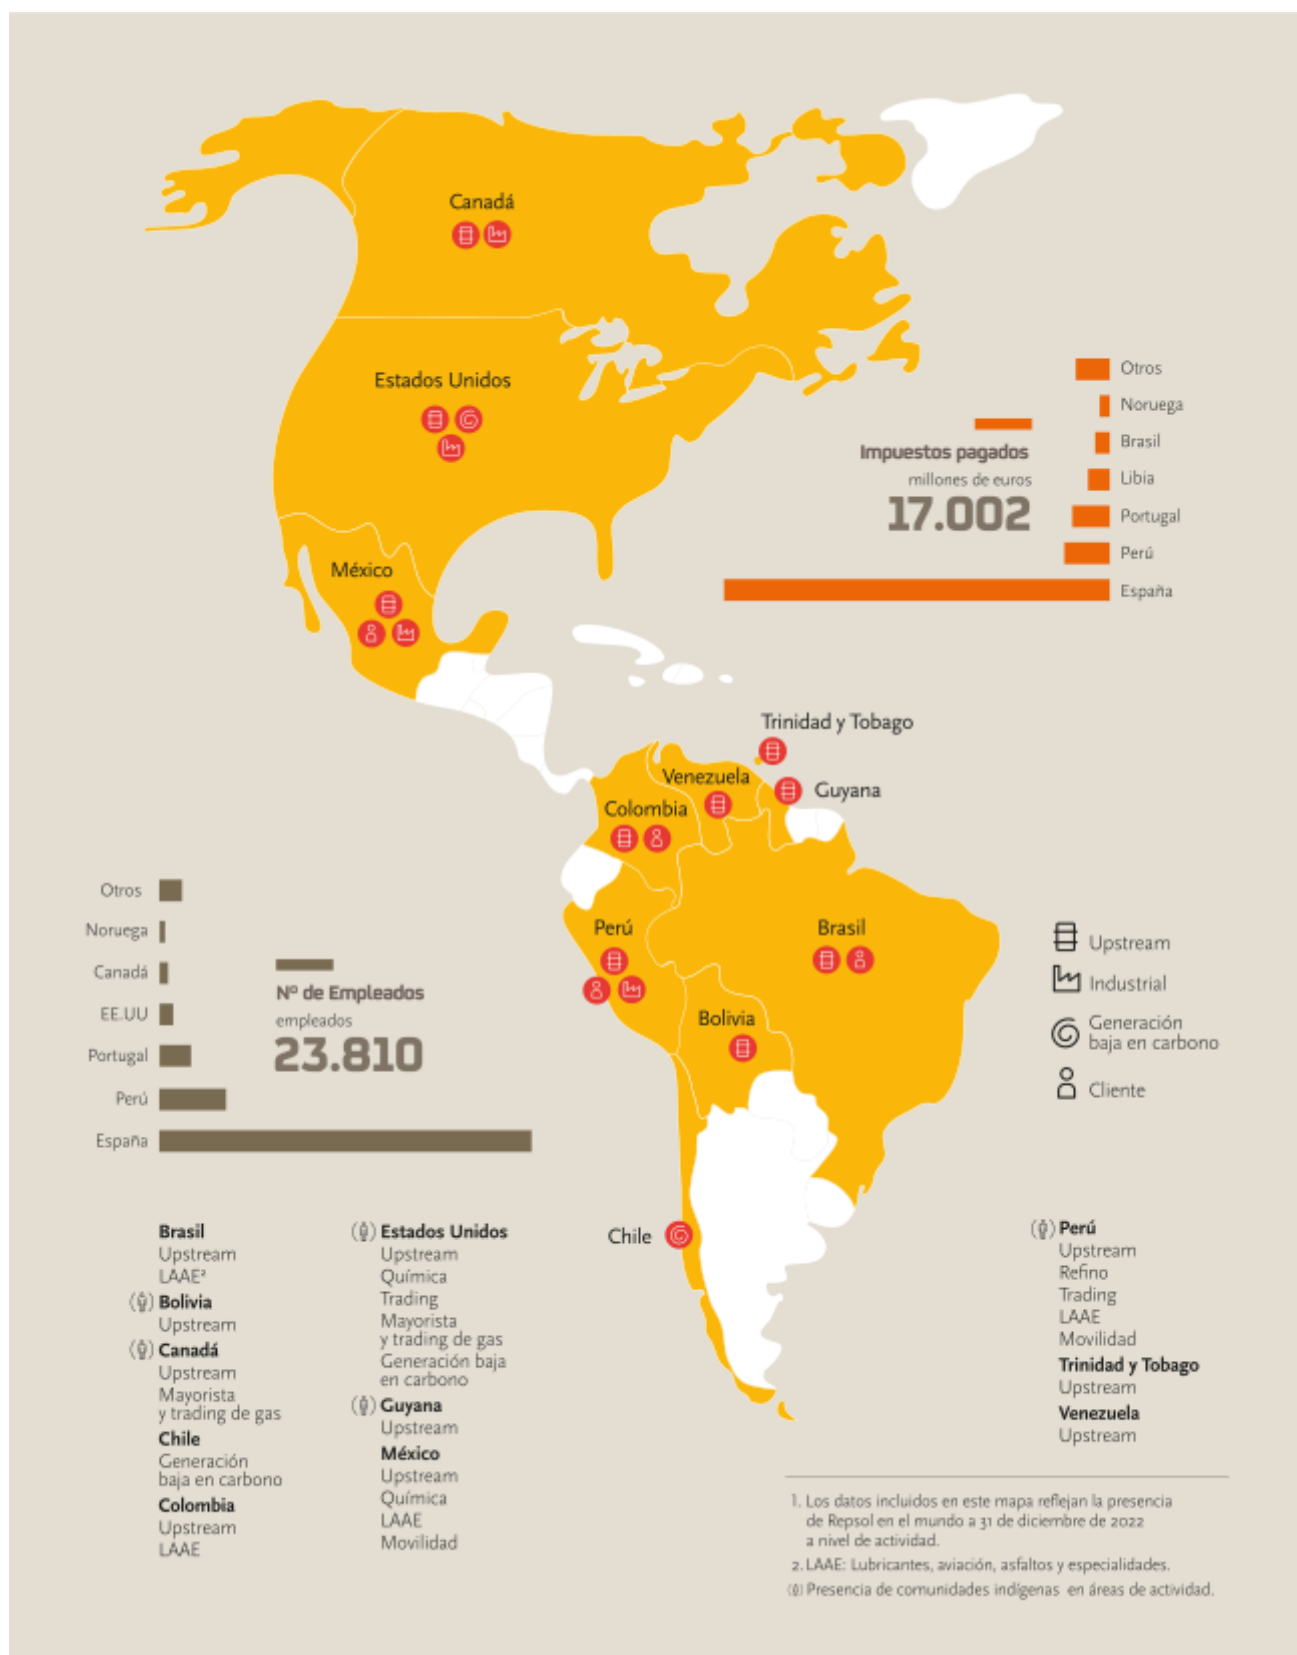 Canadá
Estados Unidos
México
Impuestos pagados
millones de euros
17.002
Otros
Noruega
Brasil
Libia
Portugal
Perú
España
Trinidad y Tobago
Venezuela
Guyana
Colombia
Perú
Brasil
Bolivia
Chile
Otros
Noruega
Canadá
EE.UU
Portugal
Perú
España
Nº de Empleados
empleados
23.810
Upstream
Industrial
Generación
baja en carbono
Cliente
Brasil
Upstream
LAAE²
Bolivia
Upstream
Canadá
Upstream
Mayorista
y trading de gas
Chile
Generación
baja en carbono
Colombia
Upstream
LAAE
Estados Unidos
Upstream
Química
Trading
Mayorista
y trading de gas
Generación baja
en carbono
Guyana
Upstream
México
Upstream
Química
LAAE
Movilidad
Perú
Upstream
Refino
Trading
LAAE
Movilidad
Trinidad y Tobago
Upstream
Venezuela
Upstream
1. Los datos incluidos en este mapa reflejan la presencia
de Repsol en el mundo a 31 de diciembre de 2022
a nivel de actividad.
2. LAAE: Lubricantes, aviación, asfaltos y especialidades.
Presencia de comunidades indígenas en áreas de actividad.